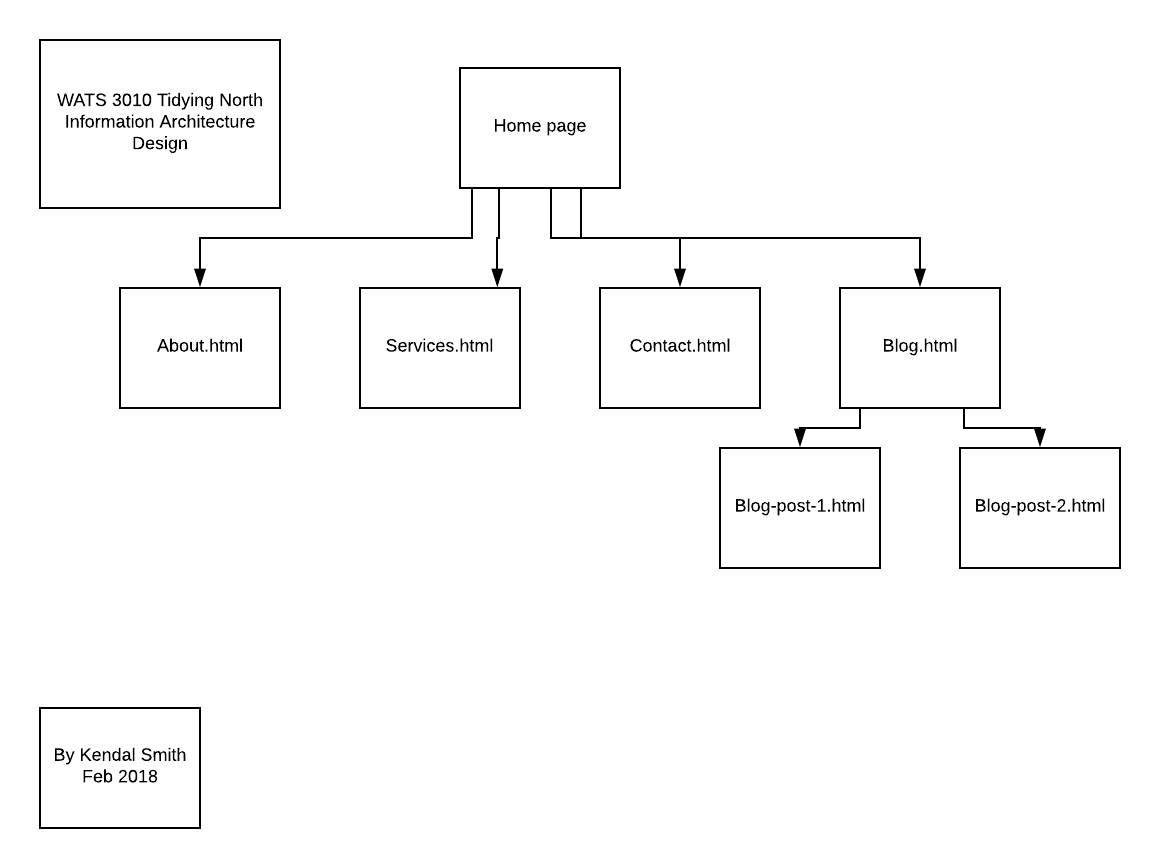 WATS 3010 Tidying North
Information Architecture
Design
Home page
About.html
Services.html
Contact.html
Blog.html
Blog-post-1.html
Blog-post-2.html
By Kendal Smith
Feb 2018